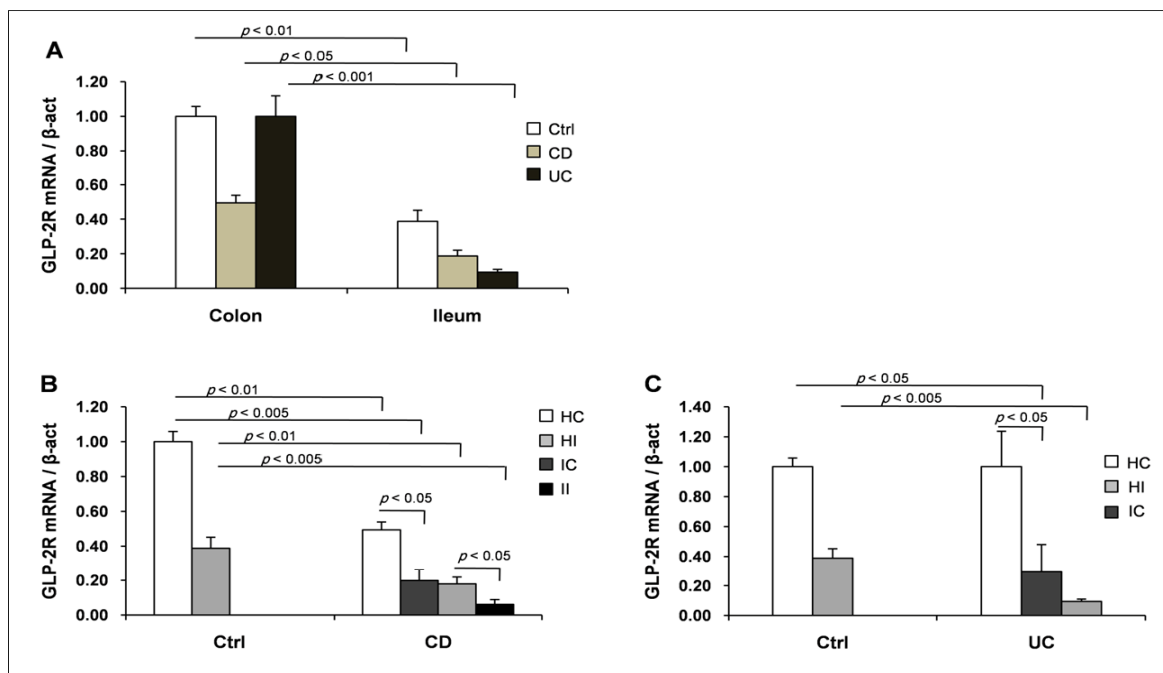 A
p < 0.01
p < 0.05
p < 0.001
GLP-2R mRNA / β-act
1.20
1.00
0.80
0.60
0.40
0.20
0.00
Ctrl
CD
UC
Colon Ileum
B
p < 0.01
p < 0.005
p < 0.01
p < 0.005
p < 0.05
p < 0.05
GLP-2R mRNA / β-act
1.20
1.00
0.80
0.60
0.40
0.20
0.00
HC
HI
IC
II
Ctrl CD
C
p < 0.05
p < 0.005
p < 0.05
GLP-2R mRNA / β-act
1.40
1.20
1.00
0.80
0.60
0.40
0.20
0.00
HC
HI
IC
Ctrl UC